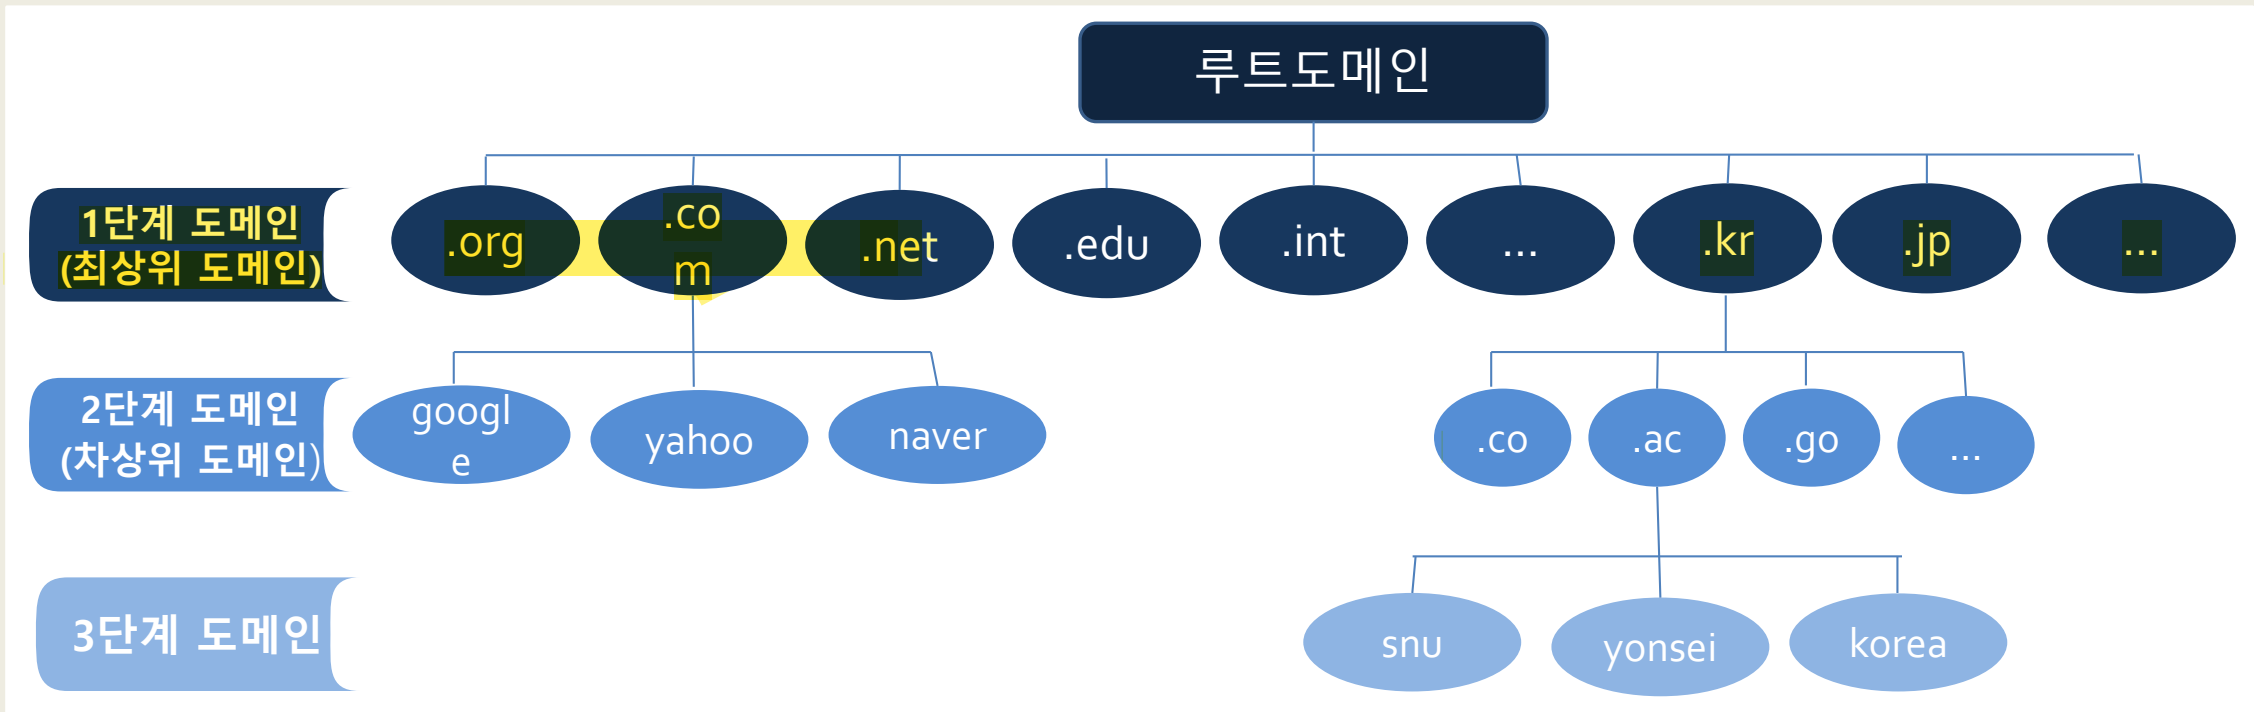 루트도메인
1단계 도메인
(최상위 도메인)
.org
.co
m
.net
.edu
.int
...
.kr
.jp
...
2단계 도메인
(차상위 도메인)
googl
e
yahoo
naver
.co
.ac
.go
...
3단계 도메인
snu
yonsei
korea